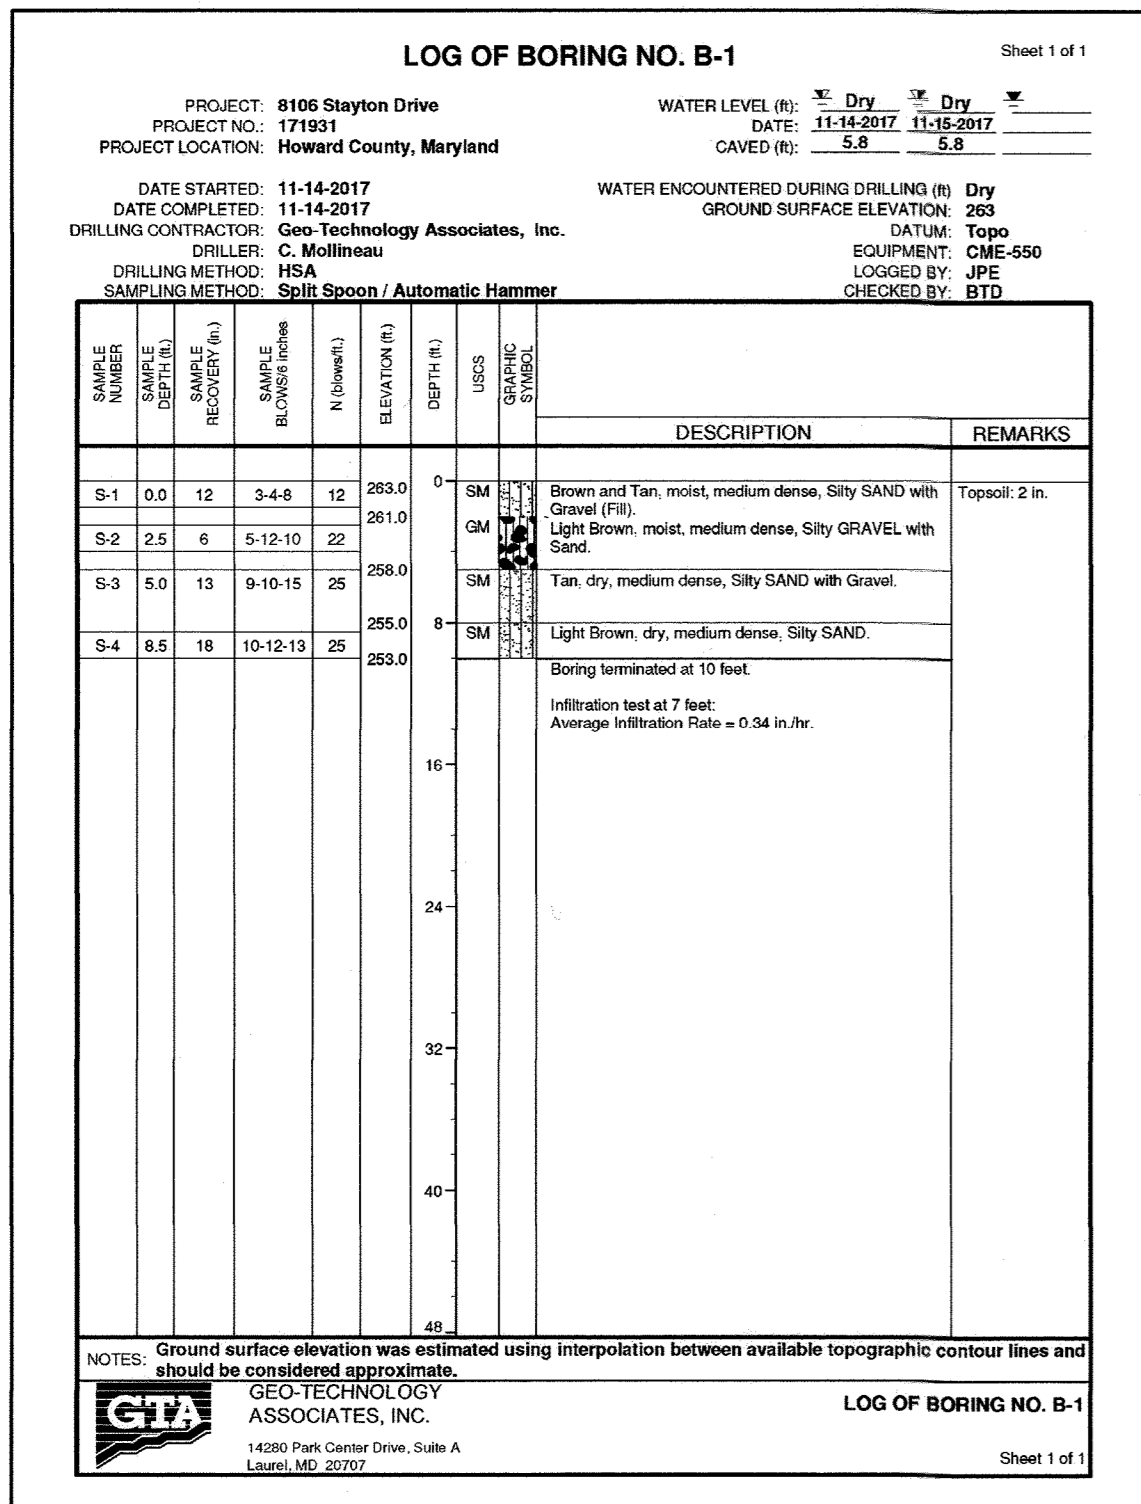 LOG OF BORING NO. B-1
Sheet 1 of 1
PROJECT: 8106 Stayton Drive
PROJECT NO.: 171931
PROJECT LOCATION: Howard County, Maryland
WATER LEVEL (ft): Dry Dry
DATE: 11-14-2017 11-15-2017
CAVED (ft): 5.8 5.8
DATE STARTED: 11-14-2017
DATE COMPLETED: 11-14-2017
DRILLING CONTRACTOR: Geo-Technology Associates, Inc.
DRILLER: C. Mollineau
DRILLING METHOD: HSA
SAMPLING METHOD: Split Spoon / Automatic Hammer
WATER ENCOUNTERED DURING DRILLING (ft) Dry
GROUND SURFACE ELEVATION: 263
DATUM: Topo
EQUIPMENT: CME-550
LOGGED BY: JPE
CHECKED BY: BTD
SAMPLE NUMBER
SAMPLE DEPTH (ft.)
SAMPLE RECOVERY (in.)
SAMPLE BLOWS/6 inches
N (blows/ft.)
ELEVATION (ft.)
DEPTH (ft.)
USCS
GRAPHIC SYMBOL
DESCRIPTION
REMARKS
S-1 0.0 12 3-4-8 12 263.0 0 SM Brown and Tan, moist, medium dense, Silty SAND with Topsoil: 2 in.
Gravel (Fill).
261.0 GM Light Brown, moist, medium dense, Silty GRAVEL with
S-2 2.5 6 5-12-10 22 Sand.
258.0
S-3 5.0 13 9-10-15 25 SM Tan, dry, medium dense, Silty SAND with Gravel.
255.0 8
SM Light Brown, dry, medium dense, Silty SAND.
S-4 8.5 18 10-12-13 25
253.0
Boring terminated at 10 feet.
Infiltration test at 7 feet:
Average Infiltration Rate = 0.34 in./hr.
16
24
32
40
48
NOTES: Ground surface elevation was estimated using interpolation between available topographic contour lines and
should be considered approximate.
GTA
GEO-TECHNOLOGY
ASSOCIATES, INC.
14280 Park Center Drive, Suite A
Laurel, MD 20707
LOG OF BORING NO. B-1
Sheet 1 of 1